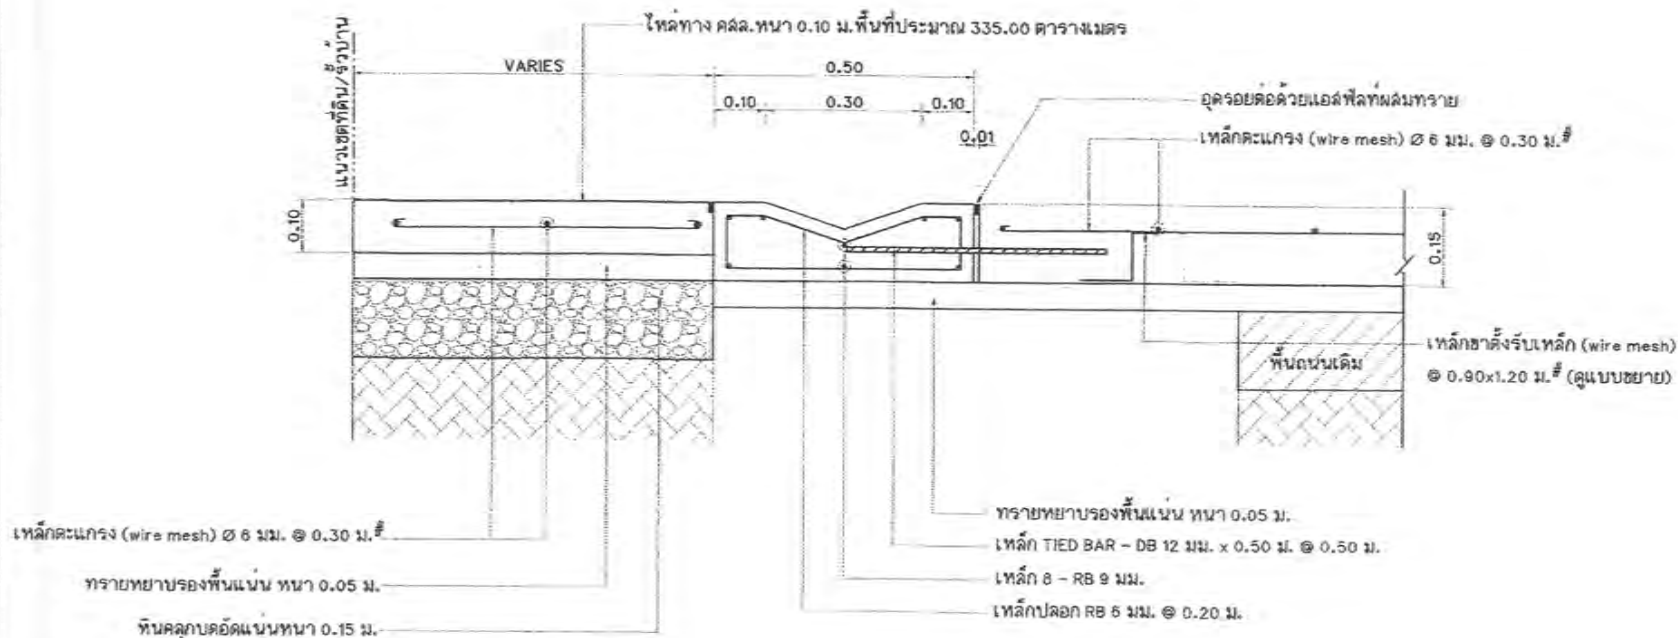 ไหล่ทาง คสล.หนา 0.10 ม.พื้นที่ประมาณ 335.00 ตารางเมตร
แนวเขตที่ดิน/รั้วบ้าน
VARIES
0.50
0.10
0.30
0.10
0.01
อุดรอยต่อด้วยแอสฟัลท์ผสมทราย
เหล็กตะแกรง (wire mesh) Ø 6 มม. @ 0.30 ม.#
0.10
0.15
เหล็กขาตั้งรับเหล็ก (wire mesh)
@ 0.90x1.20 ม.# (ดูแบบขยาย)
พื้นถนนเดิม
ทรายหยาบรองพื้นแน่น หนา 0.05 ม.
เหล็ก TIED BAR - DB 12 มม. x 0.50 ม. @ 0.50 ม.
เหล็ก 8 - RB 9 มม.
เหล็กปลอก RB 6 มม. @ 0.20 ม.
เหล็กตะแกรง (wire mesh) Ø 6 มม. @ 0.30 ม.#
ทรายหยาบรองพื้นแน่น หนา 0.05 ม.
หินคลุกบดอัดแน่นหนา 0.15 ม.